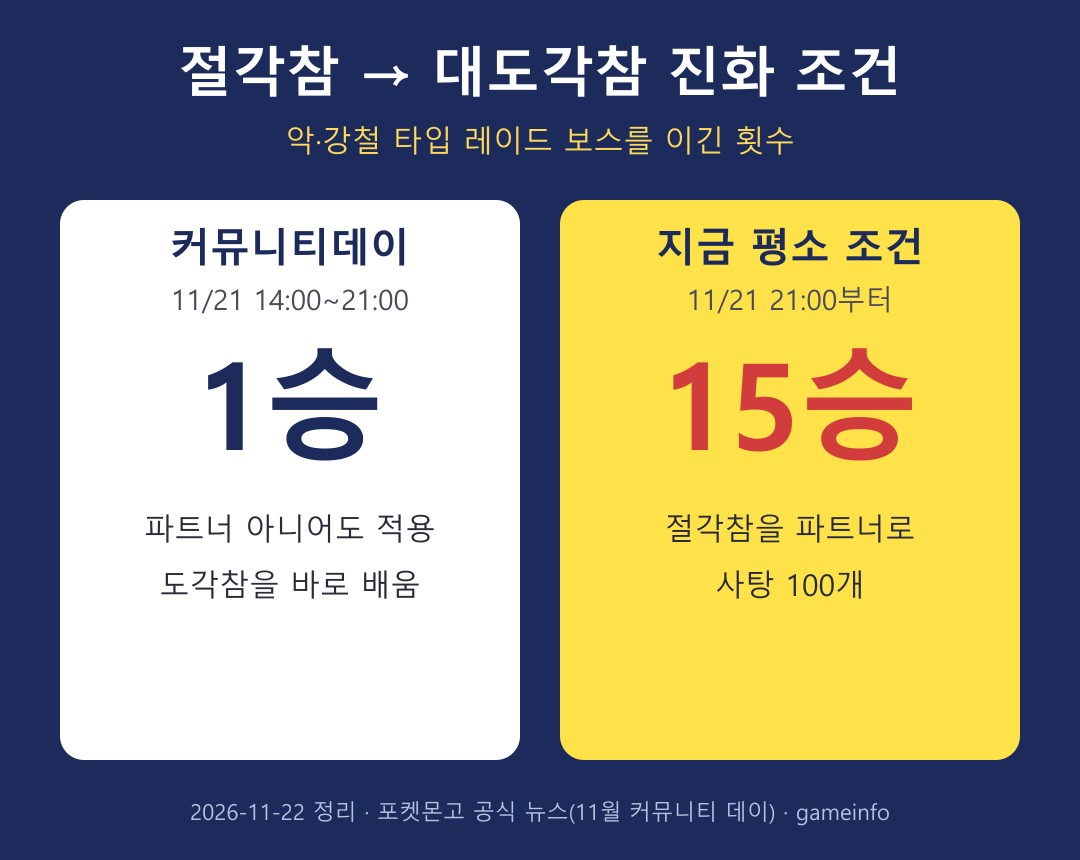 절각참 → 대도각참 진화 조건
악·강철 타입 레이드 보스를 이긴 횟수
커뮤니티데이
11/21 14:00~21:00
1승
파트너 아니어도 적용
도각참을 바로 배움
지금 평소 조건
11/21 21:00부터
15승
절각참을 파트너로
사탕 100개
2026-11-22 정리 · 포켓몬고 공식 뉴스(11월 커뮤니티 데이) · gameinfo